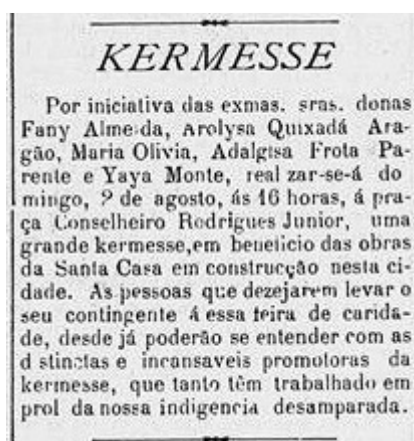 KERMESSE
Por iniciativa das exmas. sras. donas
Fany Almeida, Arolysa Quixadá Ara-
gão, Maria Olivia, Adalgisa Frota Pa-
rente e Yaya Monte, real zar-se-á do
mingo, 9 de agosto, ás 16 horas, á pra-
ça Conselheiro Rodrigues Junior, uma
grande kermesse,em beneficio das obras
da Santa Casa em construcção nesta ci-
dade. As pessoas que dezejarem levar o
seu contingente á essa feira de carida-
de, desde já poderão se entender com as
d stinctas e incansaveis promotoras da
kermesse, que tanto têm trabalhado em
prol da nossa indigencia desamparada.